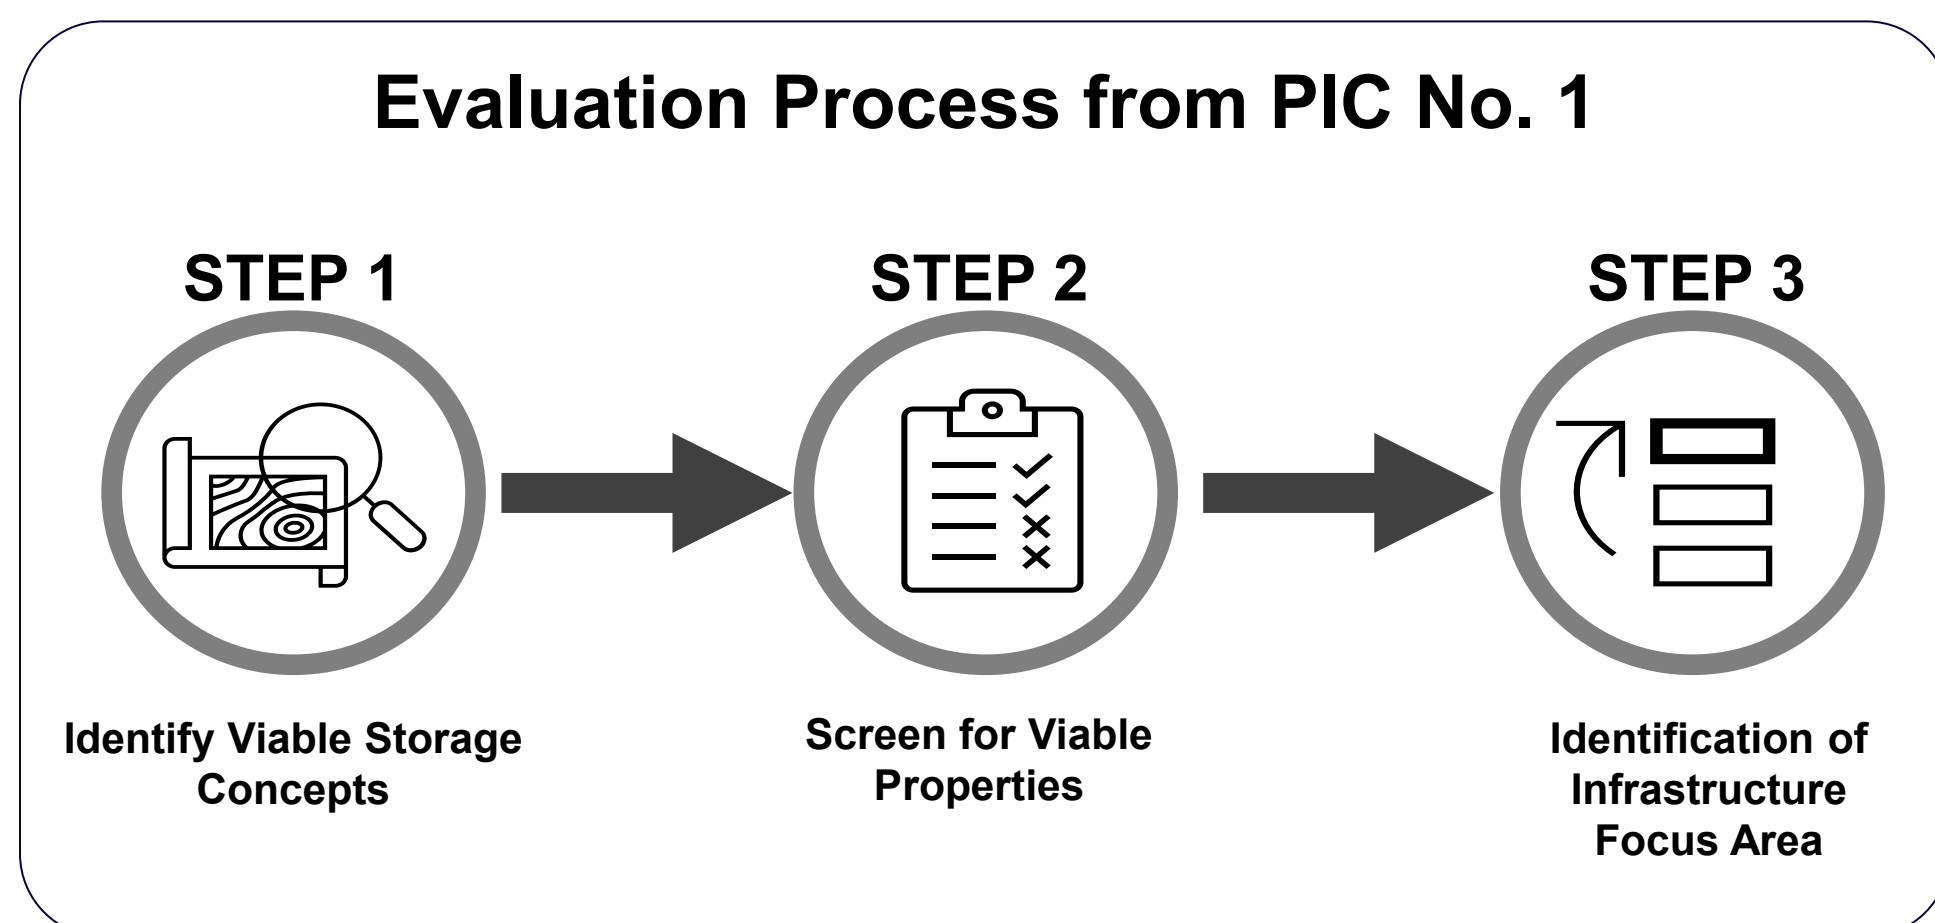 Evaluation Process from PIC No. 1
STEP 1
Identify Viable Storage
Concepts
STEP 2
Screen for Viable
Properties
STEP 3
Identification of
Infrastructure
Focus Area